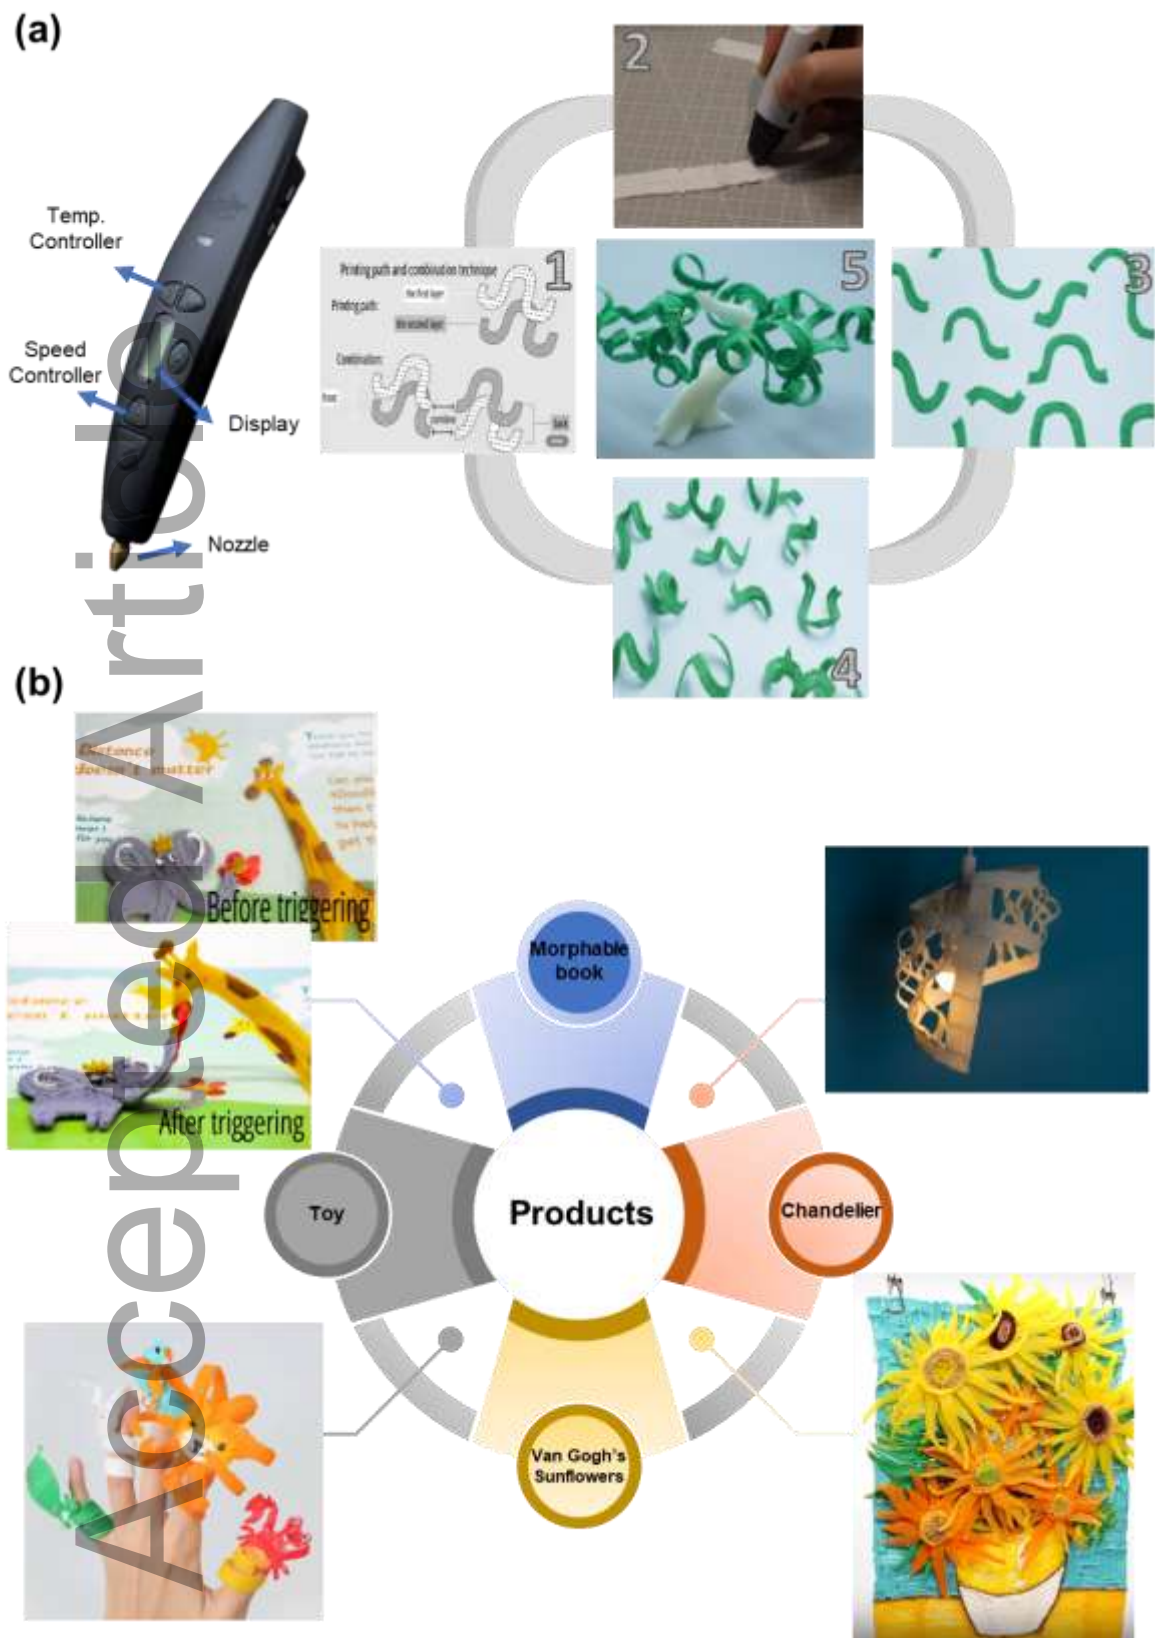 (a)
Temp.
Controller
Speed
Controller
Display
Nozzle
1
Printing path and combination technique
the first layer
Printing path:
the second layer
Combination:
combine
back
2
3
4
5
(b)
Distance
doesn't matter
Before triggering
After triggering
Morphable
book
Toy
Products
Chandelier
Van Gogh's
Sunflowers
Accepted Article